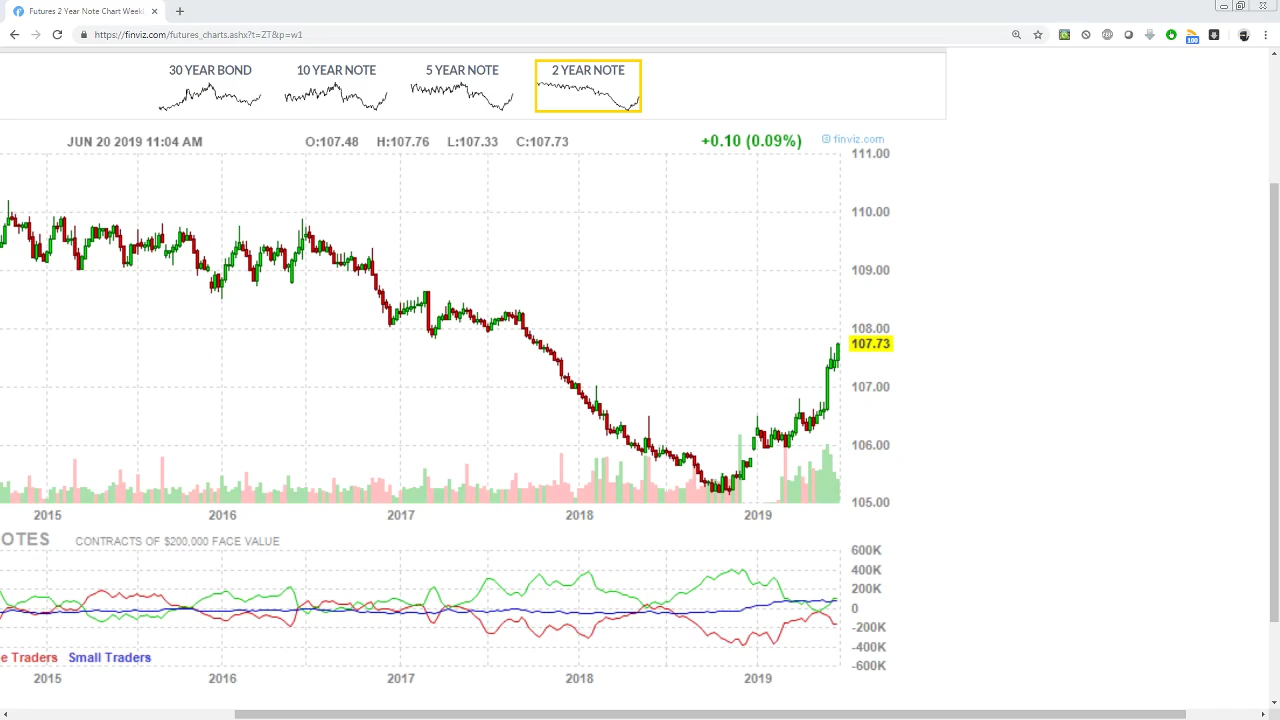 Futures 2 Year Note Chart Weekl
https://finviz.com/futures_charts.ashx?t=ZT&p=w1
100
30 YEAR BOND 10 YEAR NOTE 5 YEAR NOTE 2 YEAR NOTE
JUN 20 2019 11:04 AM O:107.48 H:107.76 L:107.33 C:107.73 +0.10 (0.09%) finviz.com
111.00
110.00
109.00
108.00
107.73
107.00
106.00
105.00
2015 2016 2017 2018 2019
OTES CONTRACTS OF $200,000 FACE VALUE
600K
400K
200K
0
-200K
-400K
-600K
e Traders Small Traders
2015 2016 2017 2018 2019